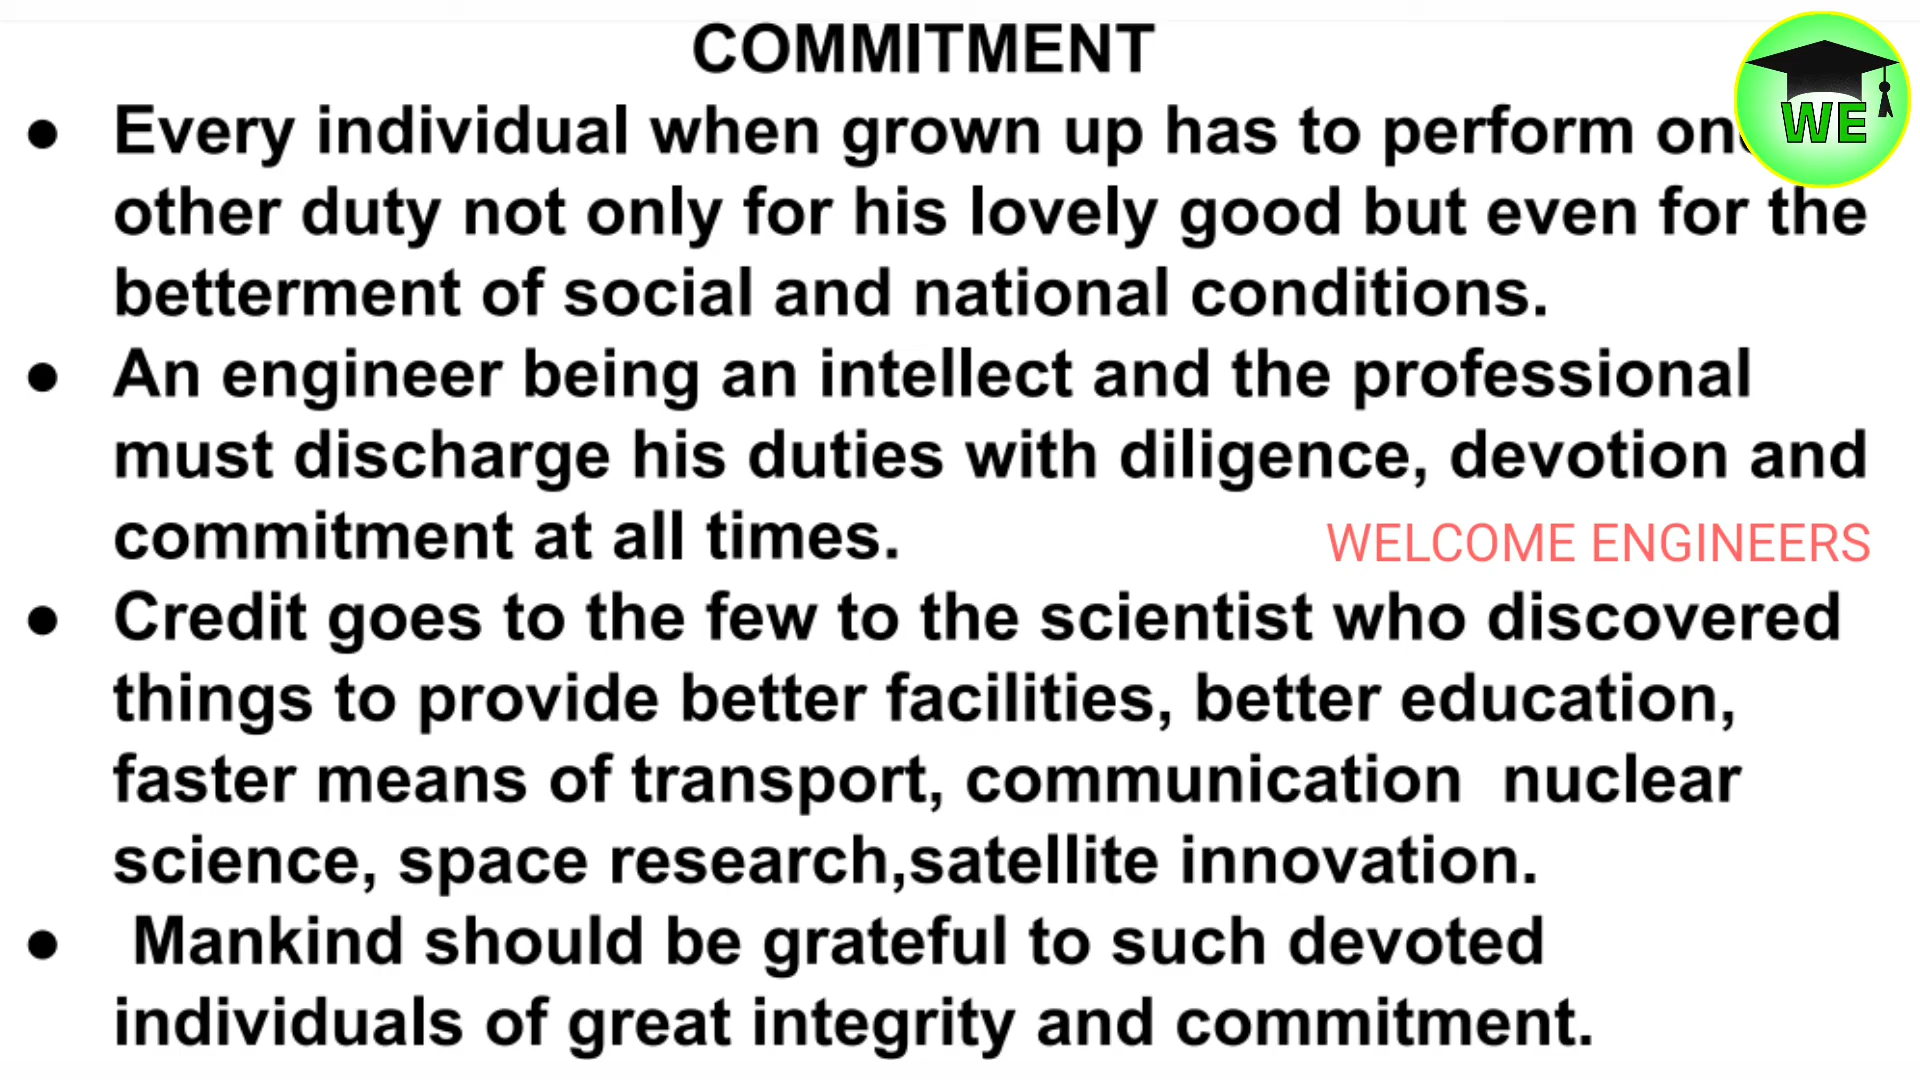 COMMITMENT
● Every individual when grown up has to perform
other duty not only for his lovely good but even for the
betterment of social and national conditions.
● An engineer being an intellect and the professional
must discharge his duties with diligence, devotion and
commitment at all times.
WELCOME ENGINEERS
● Credit goes to the few to the scientist who discovered
things to provide better facilities, better education,
faster means of transport, communication  nuclear
science, space research,satellite innovation.
● Mankind should be grateful to such devoted
individuals of great integrity and commitment.
WE